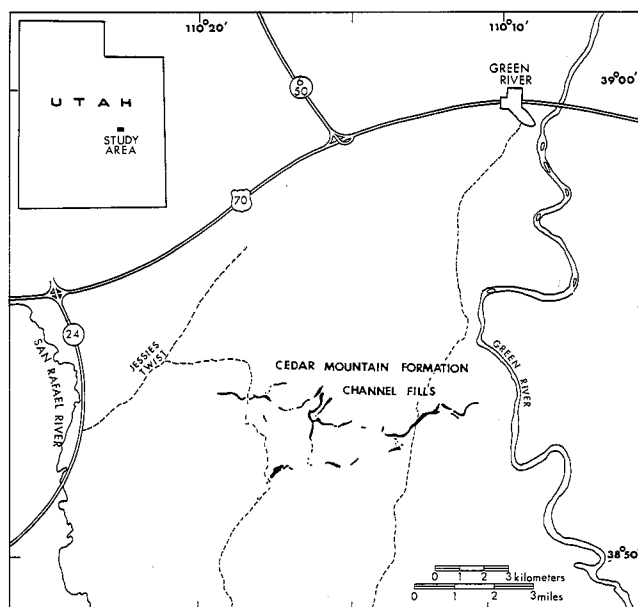 110°20'
110°10'
39°00'
UTAH
STUDY
AREA
6
50
GREEN
RIVER
70
24
SAN RAFAEL RIVER
JESSIES
TWIST
GREEN RIVER
CEDAR MOUNTAIN FORMATION
CHANNEL FILLS
38°50'
0 1 2 3 kilometers
0 1 2 3 miles